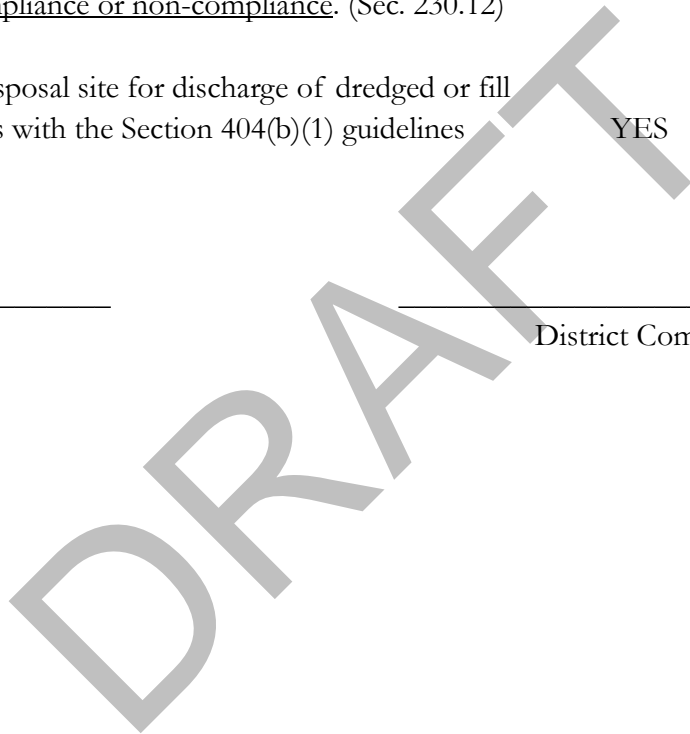 compliance or non-compliance. (Sec. 230.12)
sposal site for discharge of dredged or fill
s with the Section 404(b)(1) guidelines YES
District Com
DRAFT